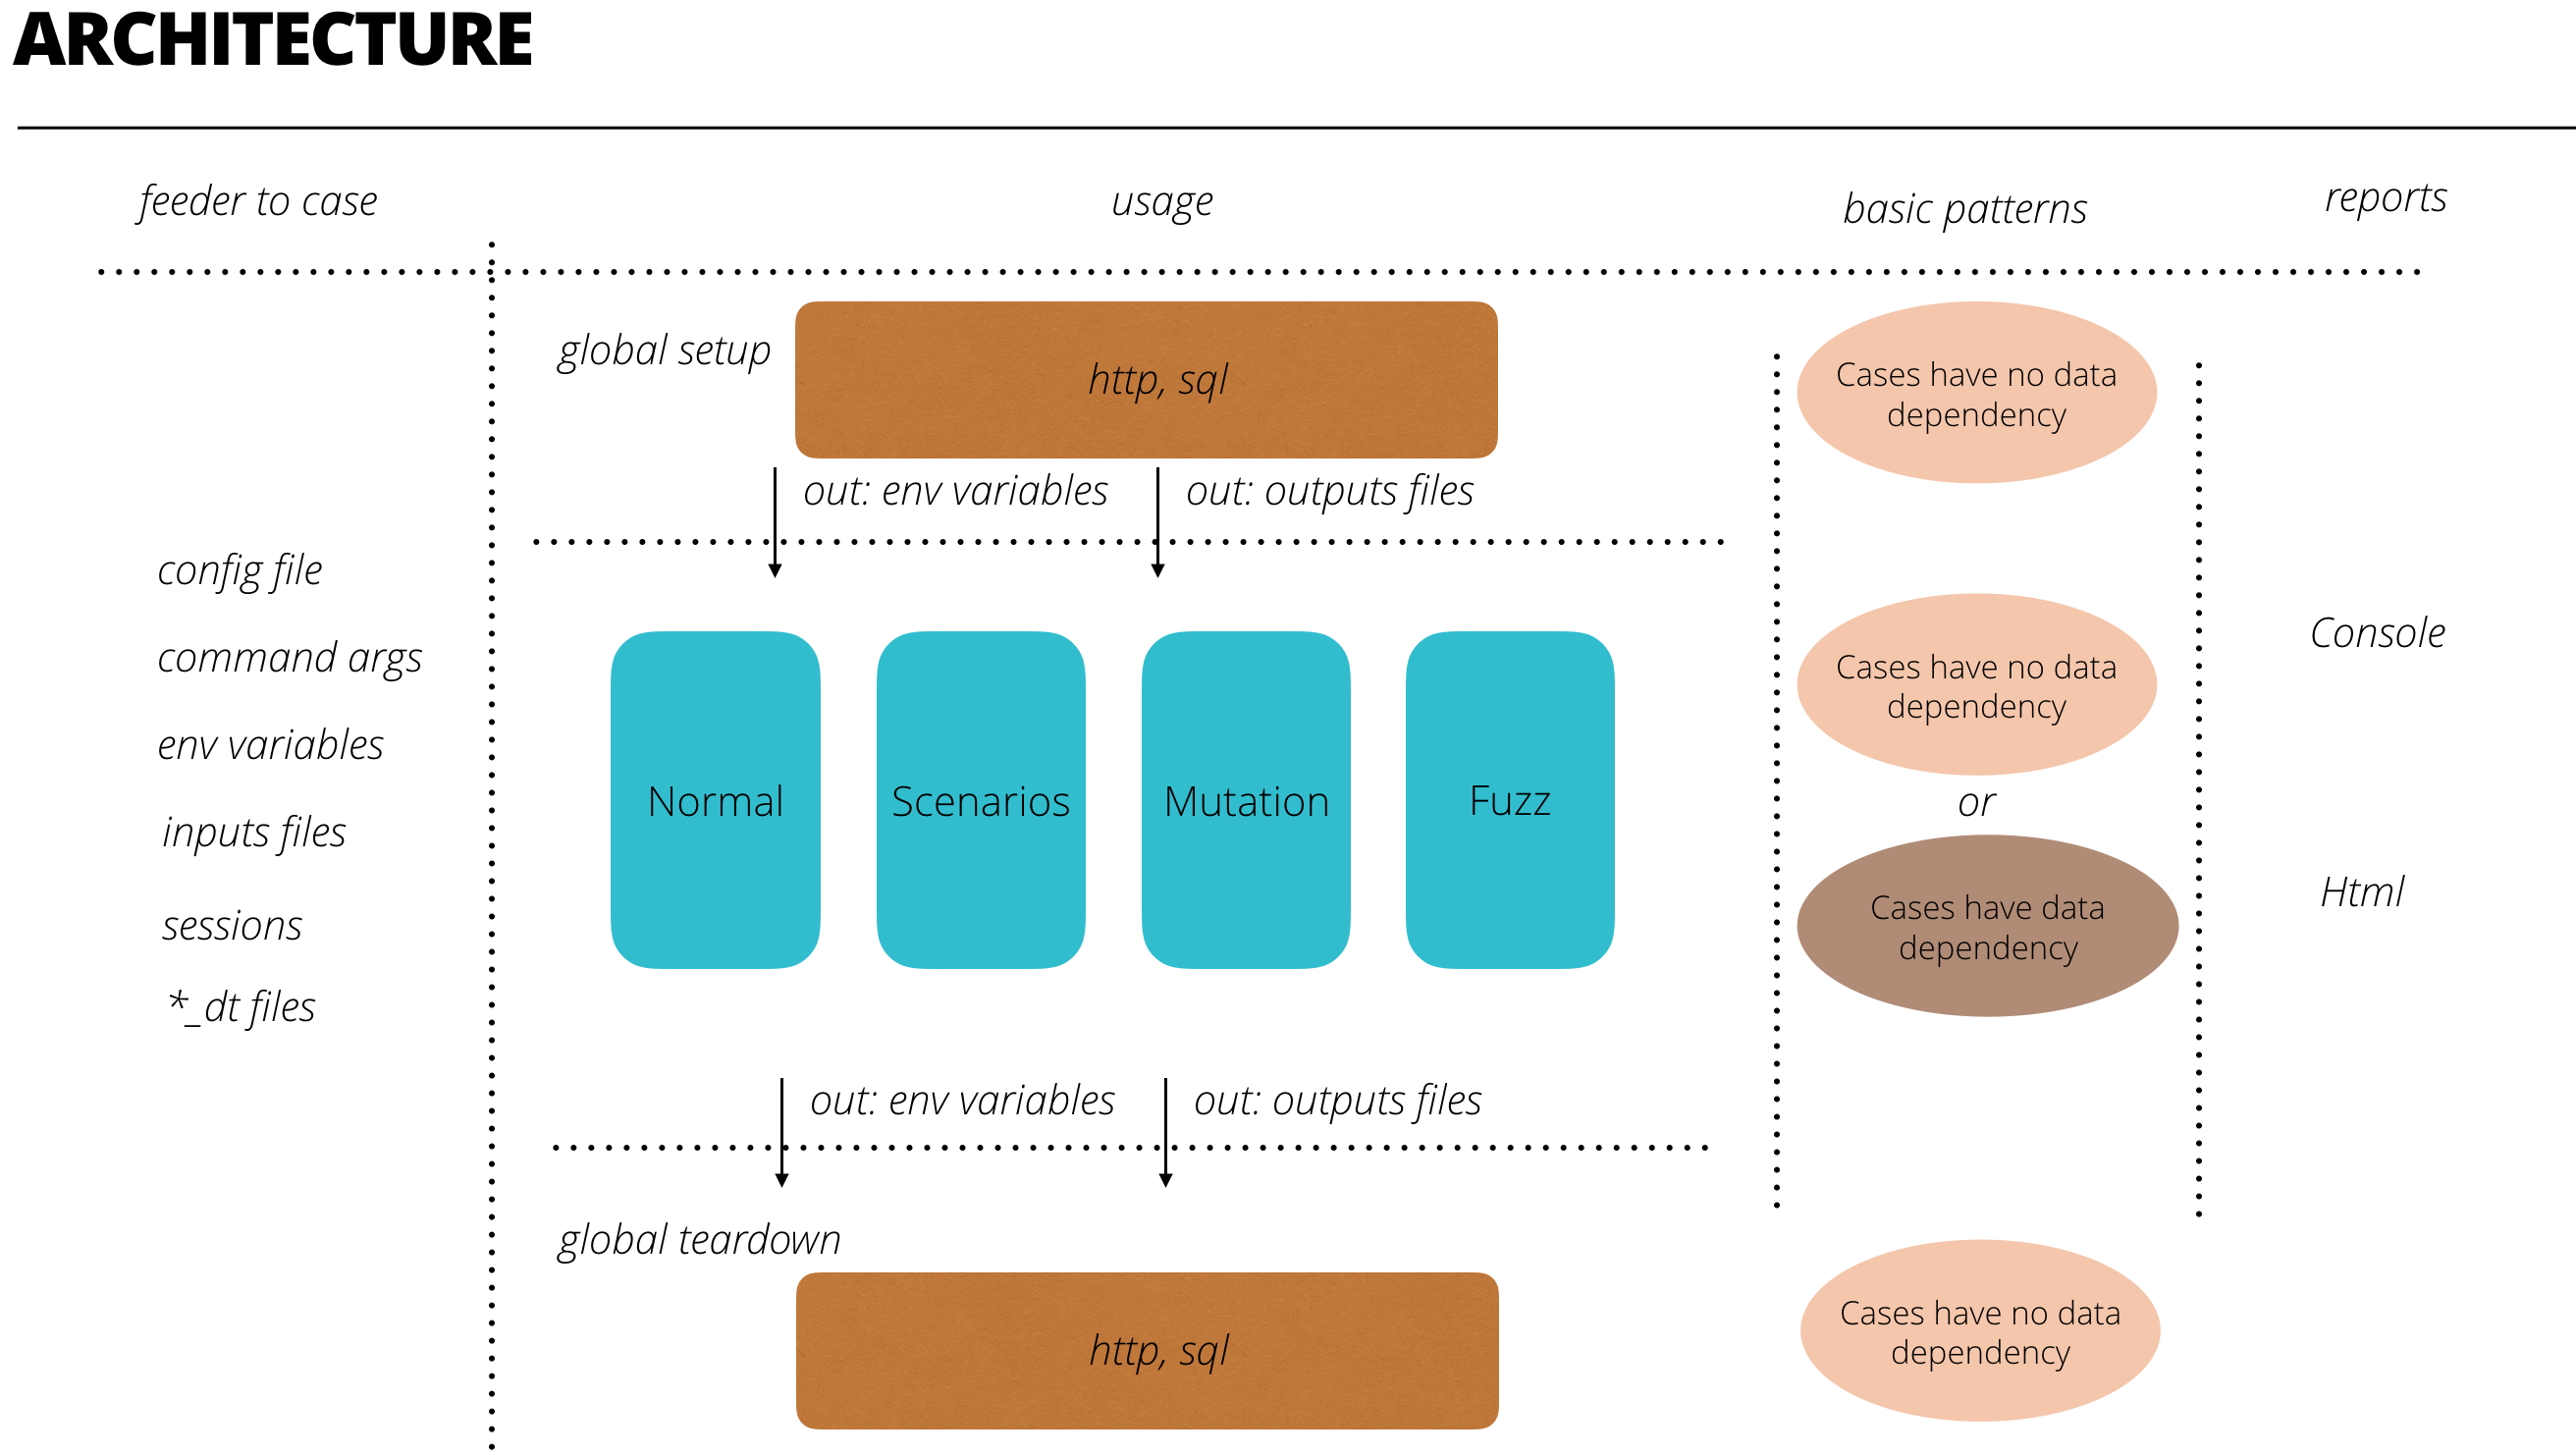 ARCHITECTURE
feeder to case
usage
basic patterns
reports
global setup
http, sql
out: env variables
out: outputs files
config file
command args
env variables
inputs files
sessions
*_dt files
Normal
Scenarios
Mutation
Fuzz
out: env variables
out: outputs files
global teardown
http, sql
Cases have no data
dependency
Cases have no data
dependency
or
Cases have data
dependency
Cases have no data
dependency
Console
Html